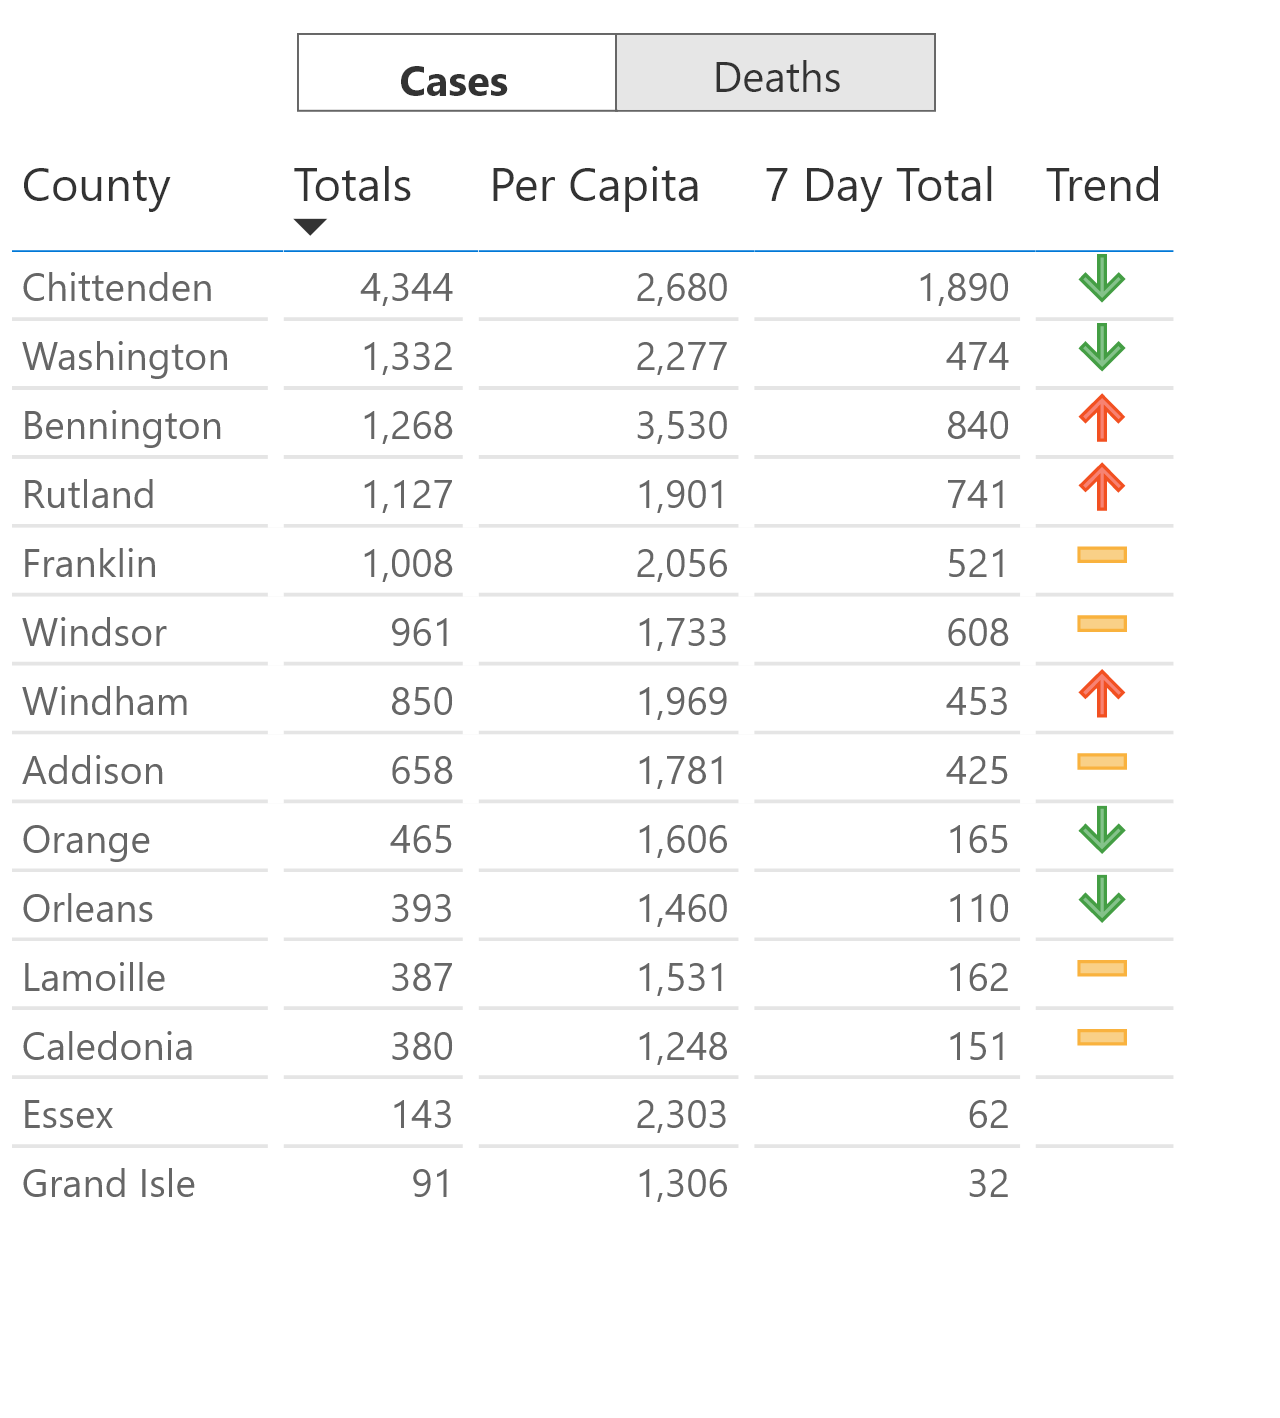 Cases Deaths
County Totals Per Capita 7 Day Total Trend
Chittenden 4,344 2,680 1,890
Washington 1,332 2,277 474
Bennington 1,268 3,530 840
Rutland 1,127 1,901 741
Franklin 1,008 2,056 521
Windsor 961 1,733 608
Windham 850 1,969 453
Addison 658 1,781 425
Orange 465 1,606 165
Orleans 393 1,460 110
Lamoille 387 1,531 162
Caledonia 380 1,248 151
Essex 143 2,303 62
Grand Isle 91 1,306 32